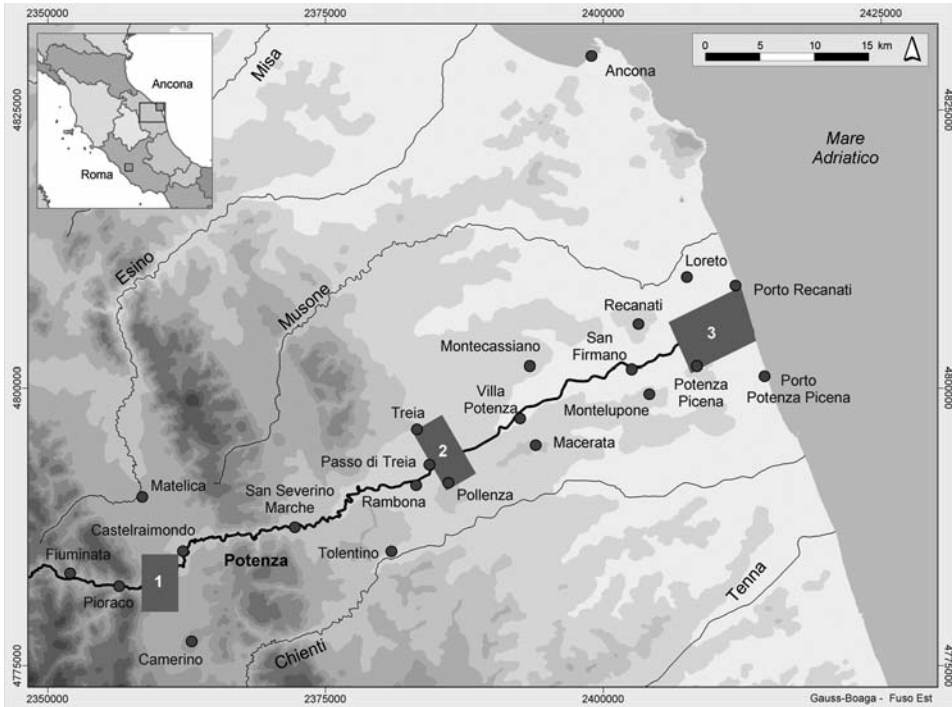 2350000
2375000
2400000
2425000
0 5 10 15 km
Ancona
Roma
Misa
Ancona
4825000
4825000
Mare
Adriatico
Esino
Musone
Loreto
Porto Recanati
Recanati
3
San
Firmano
Montecassiano
Villa
Potenza
Potenza
Picena
Porto
Potenza Picena
4800000
4800000
Montelupone
Treia
2
Macerata
Passo di Treia
Rambona
Pollenza
Matelica
San Severino
Marche
Castelraimondo
Fiuminata
Potenza
Tolentino
1
Pioraco
Tenna
Camerino
Chienti
4775000
4775000
Gauss-Boaga - Fuso Est
2350000
2375000
2400000
2425000